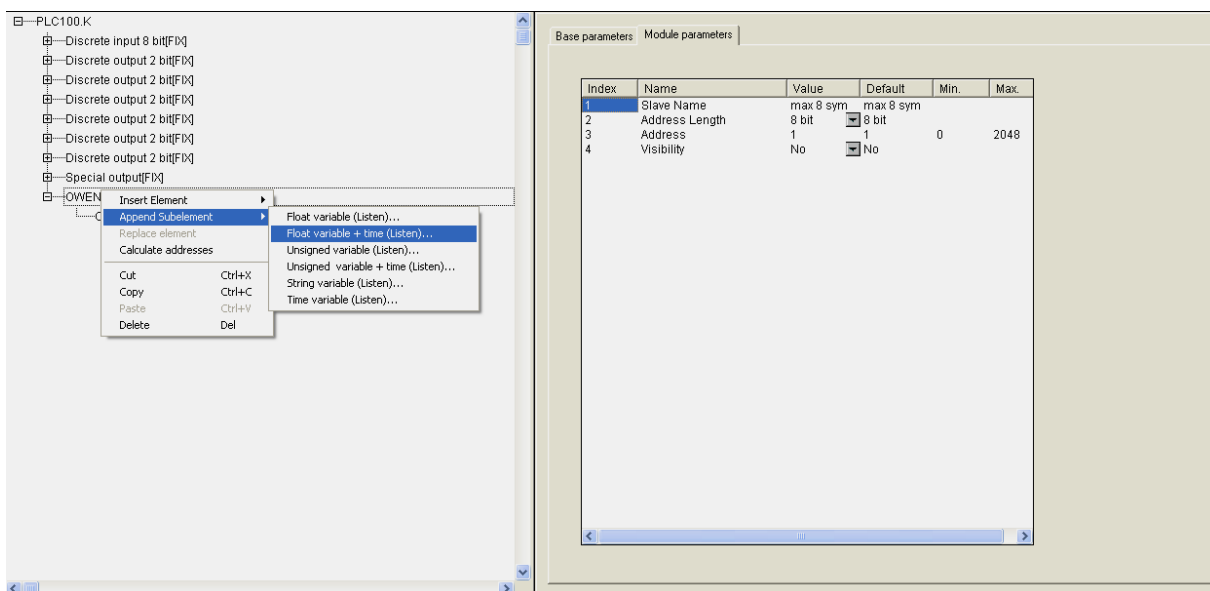 PLC100.K
Discrete input 8 bit[FIX]
Discrete output 2 bit[FIX]
Discrete output 2 bit[FIX]
Discrete output 2 bit[FIX]
Discrete output 2 bit[FIX]
Discrete output 2 bit[FIX]
Discrete output 2 bit[FIX]
Special output[FIX]
OWEN
Insert Element
Append Subelement
Replace element
Calculate addresses
Cut Ctrl+X
Copy Ctrl+C
Paste Ctrl+V
Delete Del
Float variable (Listen)...
Float variable + time (Listen)...
Unsigned variable (Listen)...
Unsigned variable + time (Listen)...
String variable (Listen)...
Time variable (Listen)...
Base parameters Module parameters
Index Name Value Default Min. Max.
1 Slave Name max 8 sym max 8 sym
2 Address Length 8 bit 8 bit
3 Address 1 1 0 2048
4 Visibility No No